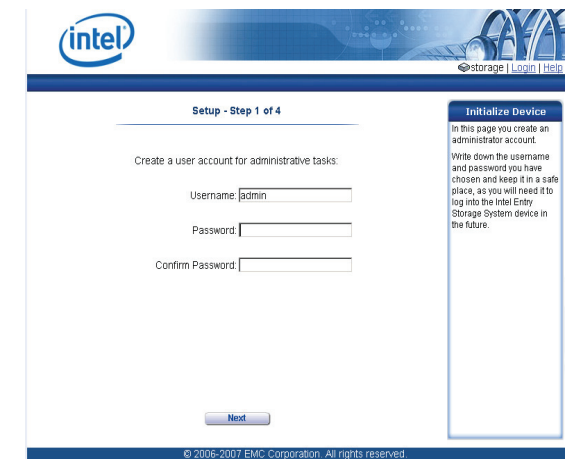 intel
storage | Login | Help
Setup - Step 1 of 4
Create a user account for administrative tasks:
Username: admin
Password:
Confirm Password:
Next
Initialize Device
In this page you create an
administrator account.
Write down the username
and password you have
chosen and keep it in a safe
place, as you will need it to
log into the Intel Entry
Storage System device in
the future.
© 2006-2007 EMC Corporation. All rights reserved.